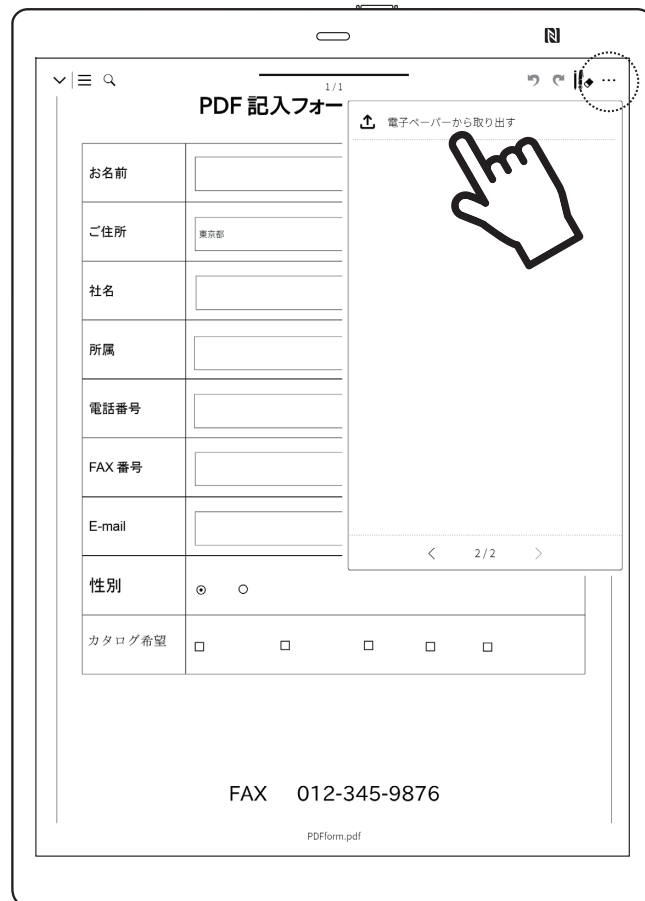 1/1
PDF 記入フォー
電子ペーパーから取り出す
お名前
ご住所
東京都
社名
所属
電話番号
FAX 番号
E-mail
2/2
性別
カタログ希望
FAX 012-345-9876
PDFform.pdf